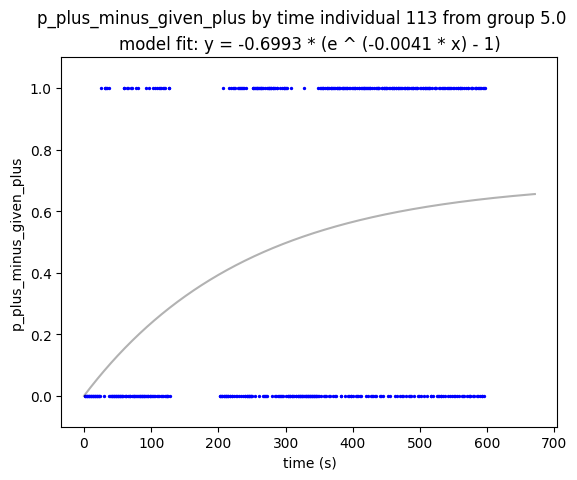 p_plus_minus_given_plus by time individual 113 from group 5.0
model fit: y = -0.6993 * (e ^ (-0.0041 * x) - 1)
1.0
0.8
0.6
0.4
0.2
0.0
p_plus_minus_given_plus
0 100 200 300 400 500 600 700
time (s)